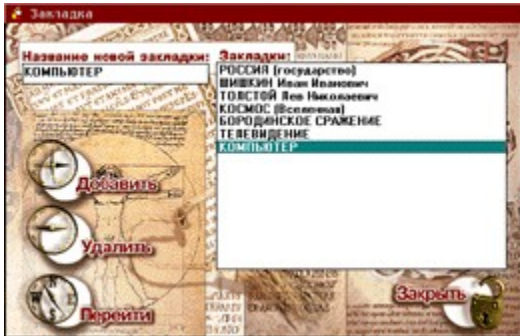 Закладка
Название новой закладки:
КОМПЬЮТЕР
Закладки:
РОССИЯ (государство)
ШИШКИН Иван Иванович
ТОЛСТОЙ Лев Николаевич
КОСМОС (Вселенная)
БОРОДИНСКОЕ СРАЖЕНИЕ
ТЕЛЕВИДЕНИЕ
КОМПЬЮТЕР
Добавить
Удалить
Перейти
Закрыть